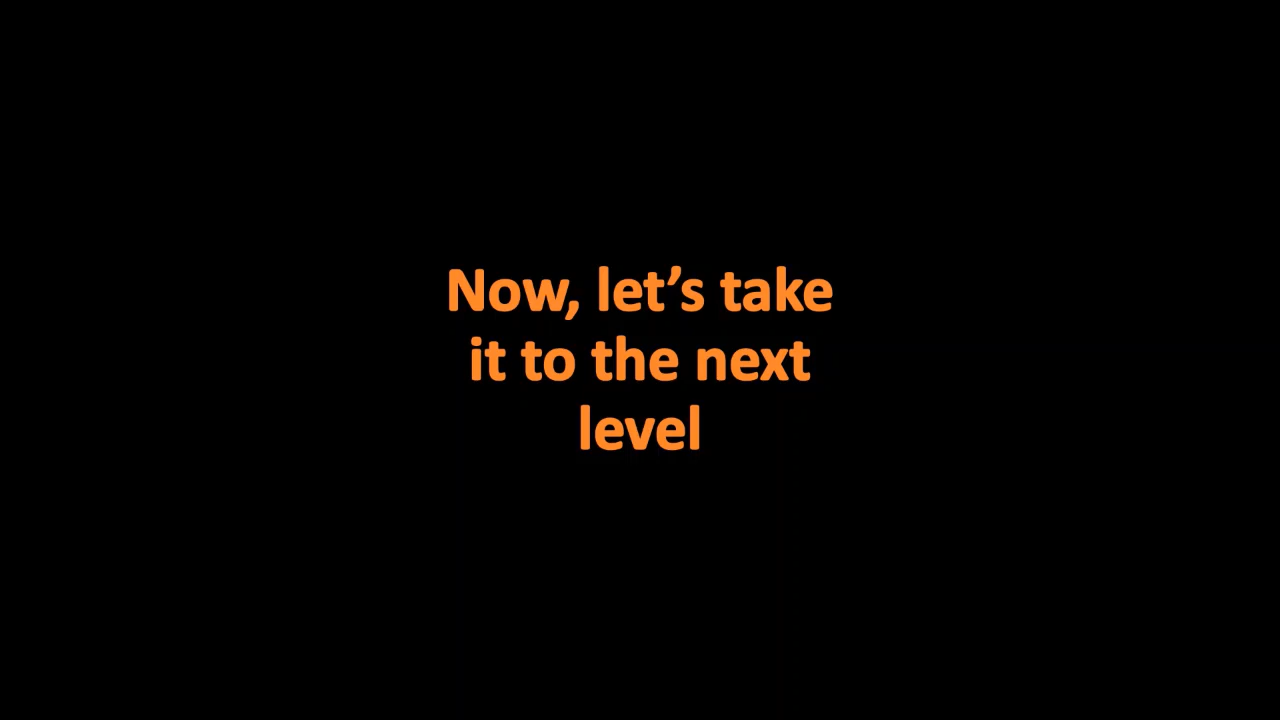 Now, let’s take
it to the next
level